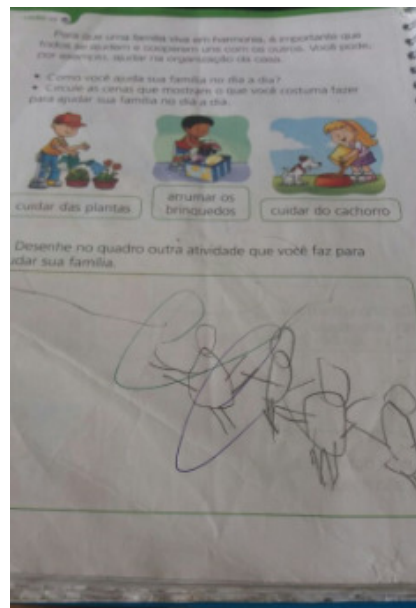 Para que uma família viva em harmonia, é importante que
todos se ajudem e cooperem uns com os outros. Você pode,
por exemplo, ajudar na organização da casa.
• Como você ajuda sua família no dia a dia?
• Circule as cenas que mostram o que você costuma fazer
para ajudar sua família no dia a dia.
cuidar das plantas
arrumar os
brinquedos
cuidar do cachorro
Desenhe no quadro outra atividade que você faz para
udar sua família.